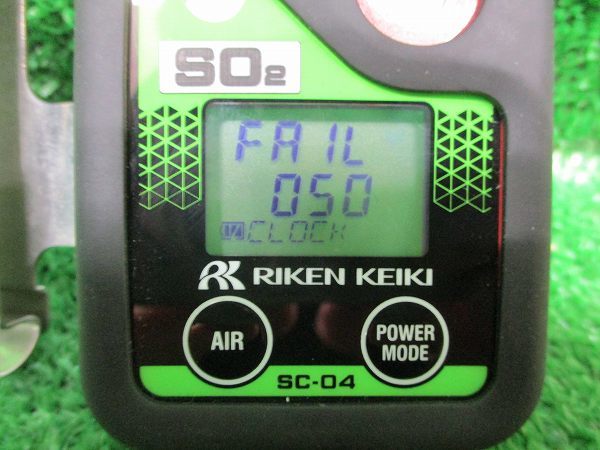 SO2
FAIL
050
CLOCK
RIKEN KEIKI
AIR
POWER
MODE
SC-04